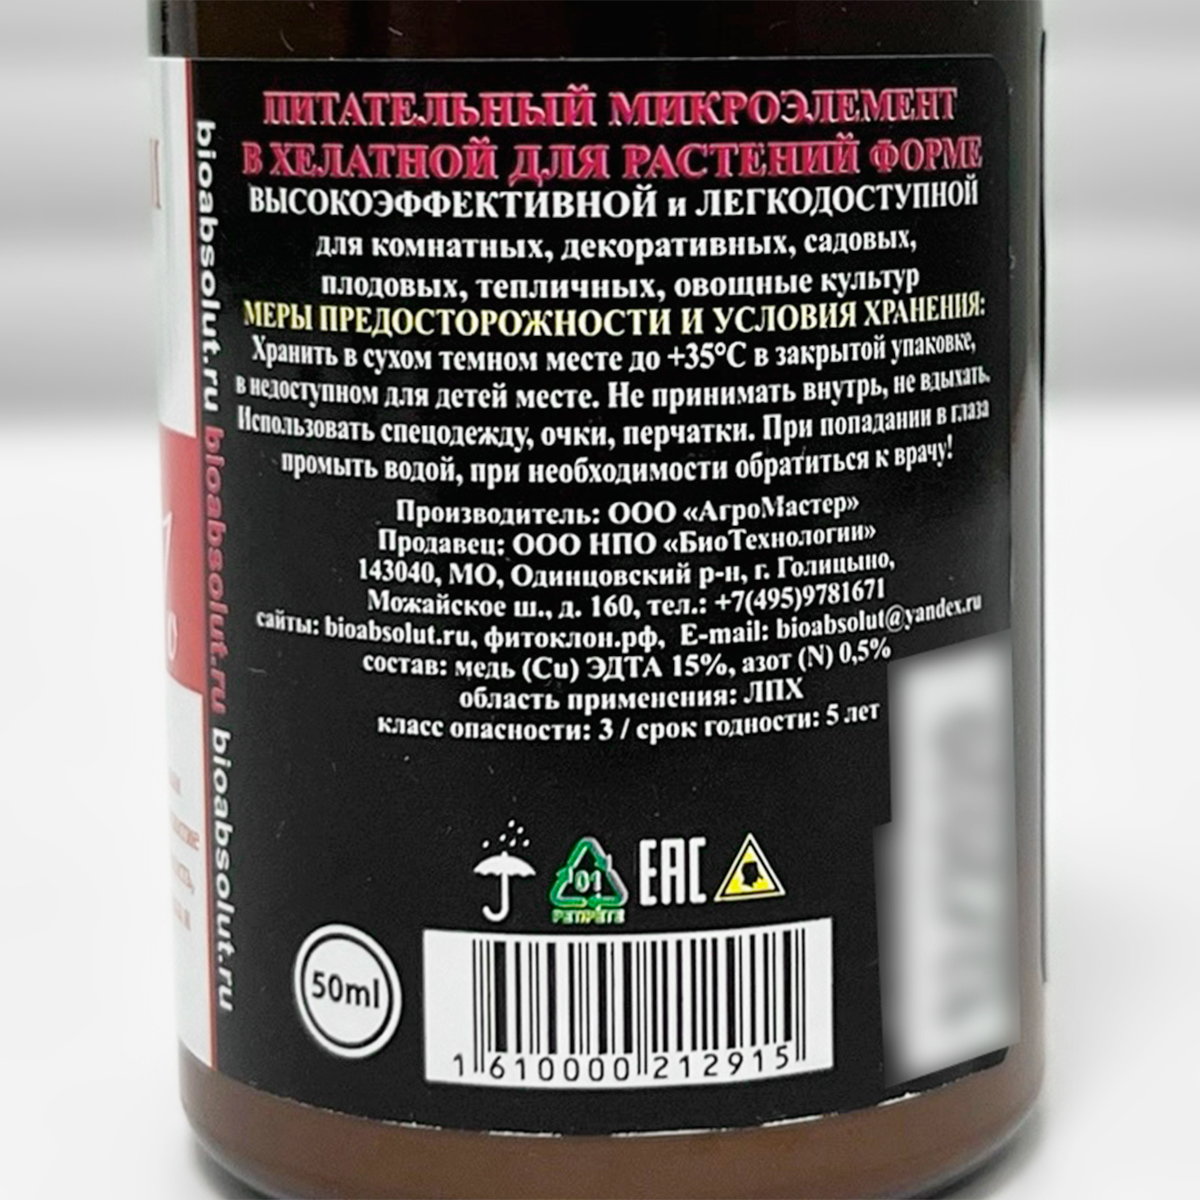 ПИТАТЕЛЬНЫЙ МИКРОЭЛЕМЕНТ
В ХЕЛАТНОЙ ДЛЯ РАСТЕНИЙ ФОРМЕ
ВЫСОКОЭФФЕКТИВНОЙ и ЛЕГКОДОСТУПНОЙ
для комнатных, декоративных, садовых,
плодовых, тепличных, овощные культур
МЕРЫ ПРЕДОСТОРОЖНОСТИ И УСЛОВИЯ ХРАНЕНИЯ:
Хранить в сухом темном месте до +35°С в закрытой упаковке,
в недоступном для детей месте. Не принимать внутрь, не вдыхать.
Использовать спецодежду, очки, перчатки. При попадании в глаза
промыть водой, при необходимости обратиться к врачу!
Производитель: ООО «АгроМастер»
Продавец: ООО НПО «БиоТехнологии»
143040, МО, Одинцовский р-н, г. Голицыно,
Можайское ш., д. 160, тел.: +7(495)9781671
сайты: bioabsolut.ru, фитоклон.рф, E-mail: bioabsolut@yandex.ru
состав: медь (Cu) ЭДТА 15%, азот (N) 0,5%
область применения: ЛПХ
класс опасности: 3 / срок годности: 5 лет
01
PETPETE
EAC
50ml
1 610000 212915
bioabsolut.ru bioabsolut.ru bioabsolut.ru